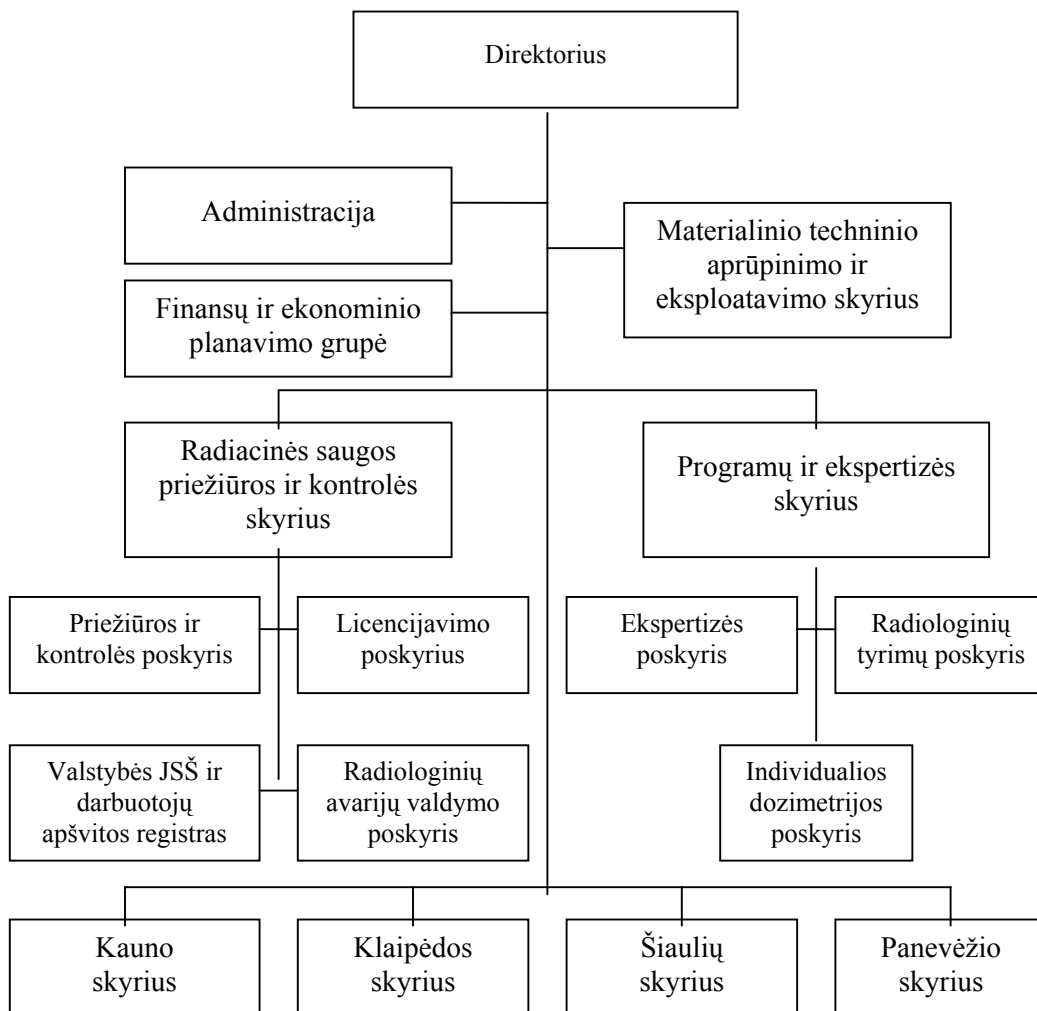 Direktorius
Administracija
Materialinio techninio
aprūpinimo ir
eksploatavimo skyrius
Finansų ir ekonominio
planavimo grupė
Radiacinės saugos
priežiūros ir kontrolės
skyrius
Programų ir ekspertizės
skyrius
Priežiūros ir
kontrolės poskyris
Licencijavimo
poskyrius
Ekspertizės
poskyris
Radiologinių
tyrimų poskyris
Valstybės JSŠ ir
darbuotojų
apšvitos registras
Radiologinių
avarijų valdymo
poskyris
Individualios
dozimetrijos
poskyris
Kauno
skyrius
Klaipėdos
skyrius
Šiaulių
skyrius
Panevėžio
skyrius